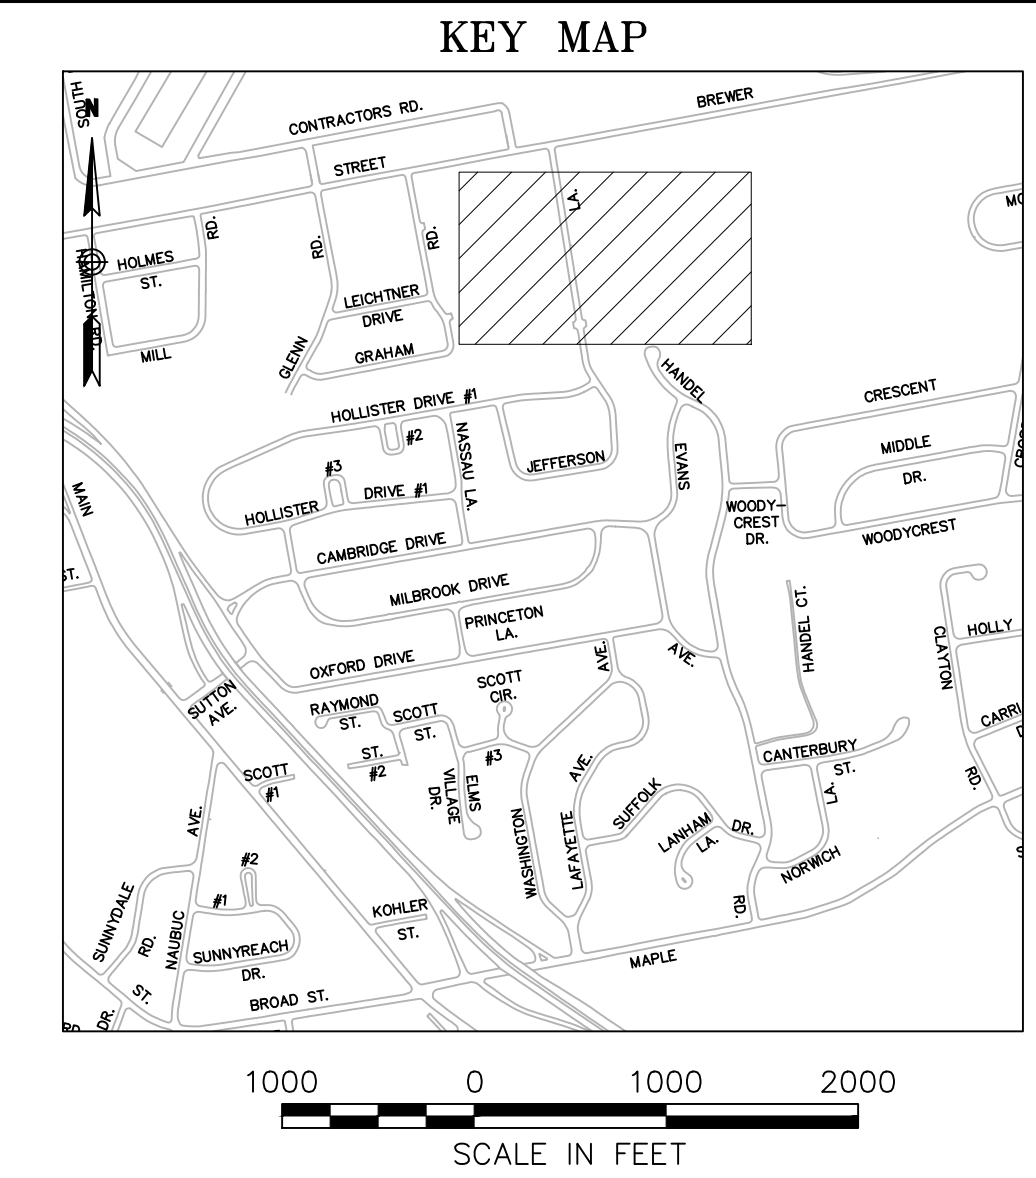 KEY MAP
SOUTH
N
CONTRACTORS RD.
BREWER
STREET
LA.
RD.
RD.
RD.
HOLMES
ST.
HAMILTON RD.
MILL
LEICHTNER
DRIVE
GRAHAM
GLENN
HANDEL
CRESCENT
HOLLISTER DRIVE #1
#2
NASSAU LA.
JEFFERSON
EVANS
MIDDLE
DR.
#3
DRIVE #1
HOLLISTER
MAIN
WOODY-
CREST
DR.
WOODYCREST
CAMBRIDGE DRIVE
ST.
MILBROOK DRIVE
PRINCETON
LA.
HANDEL CT.
HOLLY
CLAYTON
OXFORD DRIVE
AVE.
AVE.
SUTTON
AVE.
RAYMOND
ST.
SCOTT
ST.
SCOTT
CIR.
ST.
#2
#3
CARRI
CANTERBURY
ST.
SCOTT
#1
VILLAGE
DR.
ELMS
AVE.
SUFFOLK
LA.
RD.
AVE.
WASHINGTON
LAFAYETTE
LANHAM
LA.
DR.
NORWICH
#2
#1
SUNNYDALE
RD.
NAUBUC
SUNNYREACH
DR.
KOHLER
ST.
RD.
MAPLE
ST.
BROAD ST.
DR.
RD
1000 0 1000 2000
SCALE IN FEET